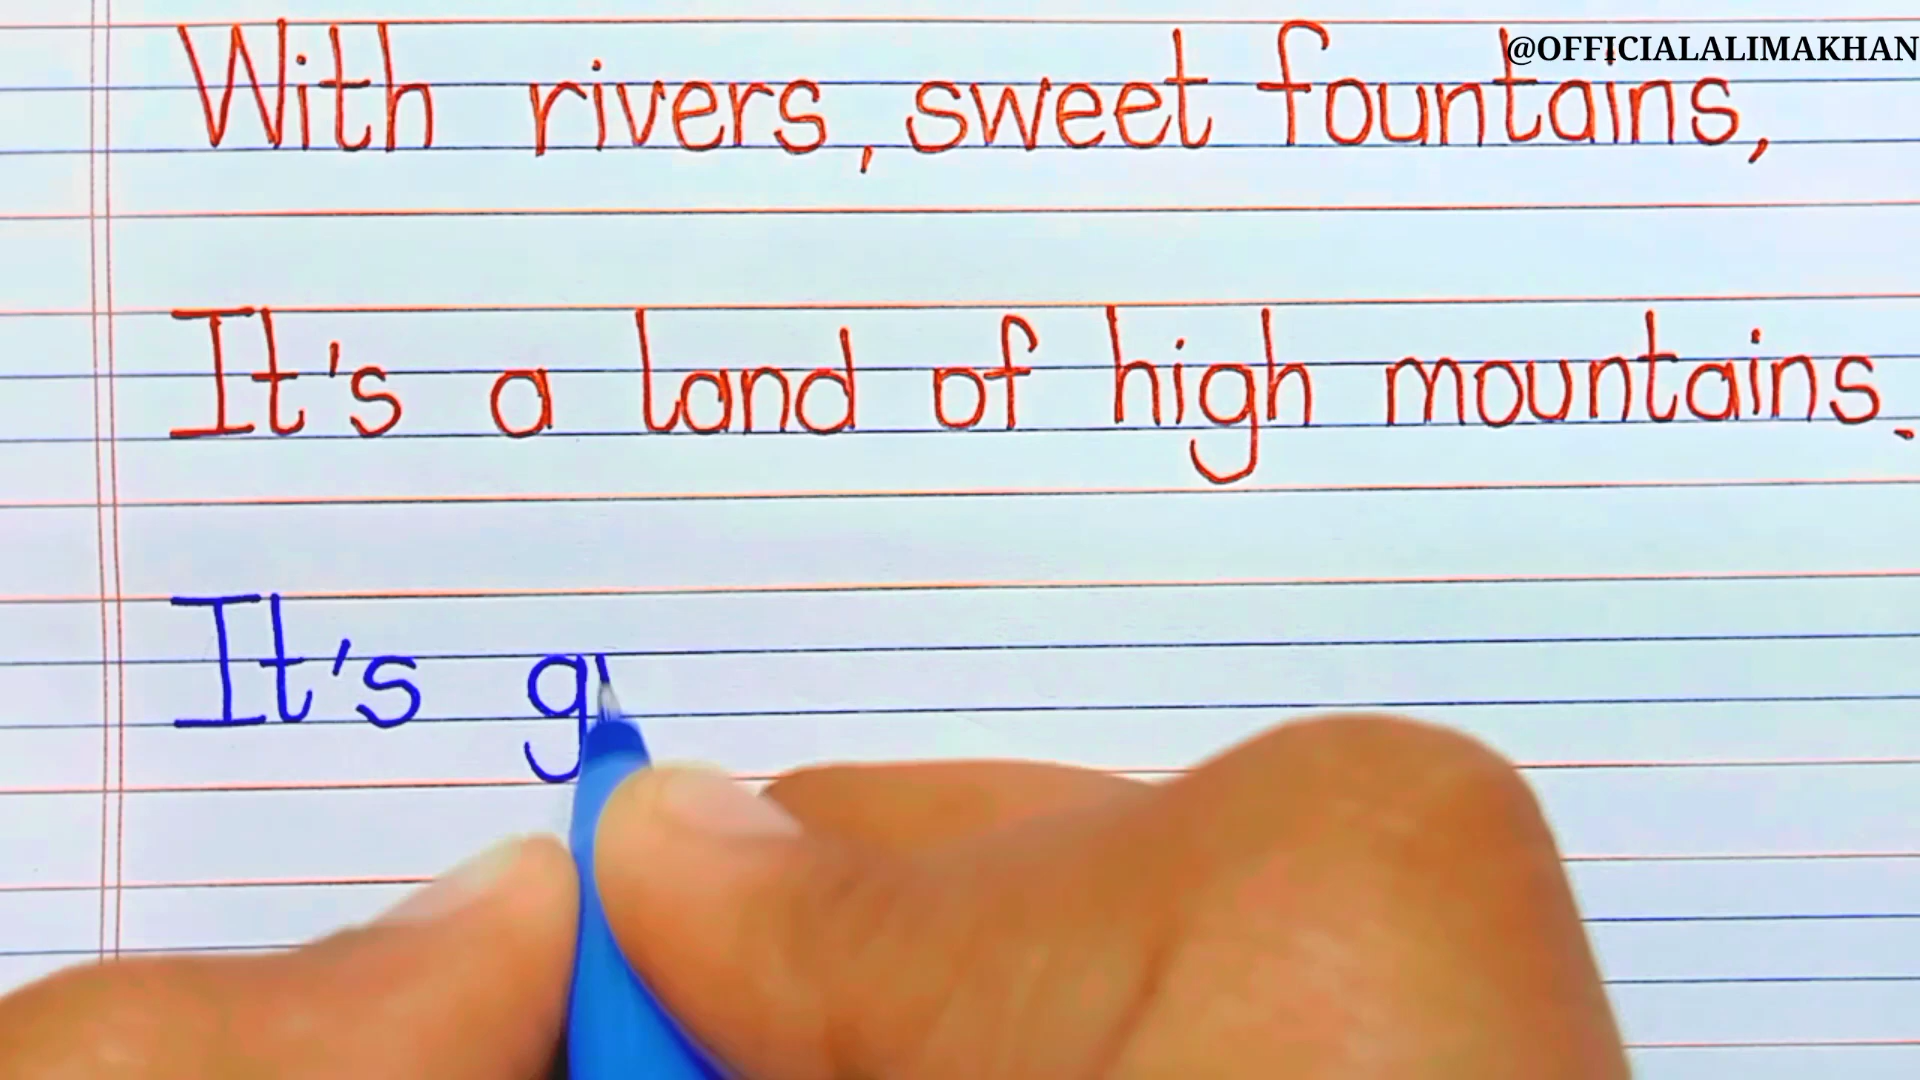 @OFFICIALALIMAKHAN
With rivers, sweet fountains,
It's a land of high mountains.
It's g